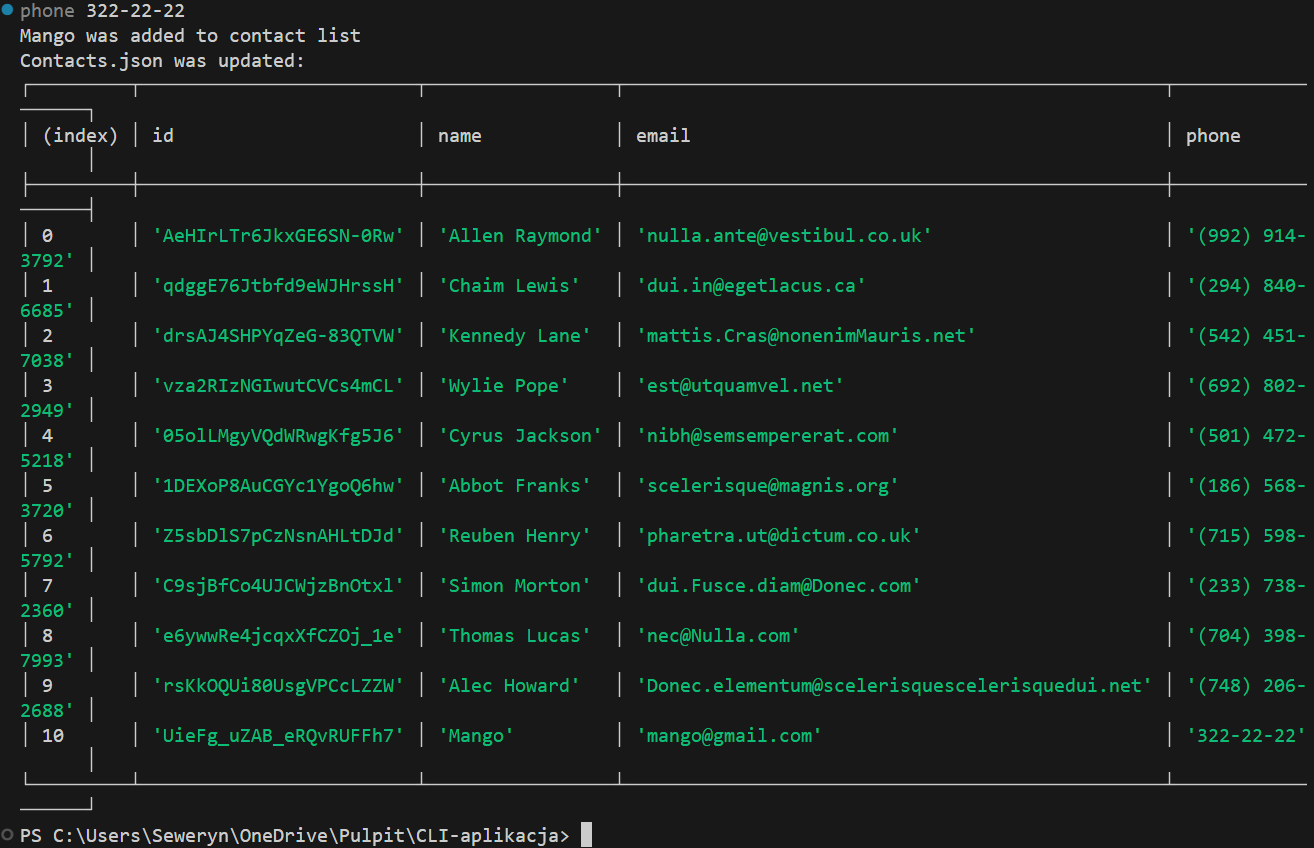 phone 322-22-22
Mango was added to contact list
Contacts.json was updated:
(index) id name email phone
0 'AeHIrLTr6JkxGE6SN-0Rw' 'Allen Raymond' 'nulla.ante@vestibul.co.uk' '(992) 914-
3792'
1 'qdggE76Jtbfd9eWJHrssH' 'Chaim Lewis' 'dui.in@egetlacus.ca' '(294) 840-
6685'
2 'drsAJ4SHPYqZeG-83QTVW' 'Kennedy Lane' 'mattis.Cras@nonenimMauris.net' '(542) 451-
7038'
3 'vza2RIzNGIwutCVCs4mCL' 'Wylie Pope' 'est@utquamvel.net' '(692) 802-
2949'
4 '05olLMgyVQdWRwgKfg5J6' 'Cyrus Jackson' 'nibh@semsempererat.com' '(501) 472-
5218'
5 '1DEXoP8AuCGYc1YgoQ6hw' 'Abbot Franks' 'scelerisque@magnis.org' '(186) 568-
3720'
6 'Z5sbDlS7pCzNsnAHLtDJd' 'Reuben Henry' 'pharetra.ut@dictum.co.uk' '(715) 598-
5792'
7 'C9sjBfCo4UJCWjzBnOtxl' 'Simon Morton' 'dui.Fusce.diam@Donec.com' '(233) 738-
2360'
8 'e6ywwRe4jcqxXfCZOj_1e' 'Thomas Lucas' 'nec@Nulla.com' '(704) 398-
7993'
9 'rsKkOQUi80UsgVPCcLZZW' 'Alec Howard' 'Donec.elementum@scelerisquescelerisquedui.net' '(748) 206-
2688'
10 'UieFg_uZAB_eRQvRUFFh7' 'Mango' 'mango@gmail.com' '322-22-22'
PS C:\Users\Seweryn\OneDrive\Pulpit\CLI-aplikacja>